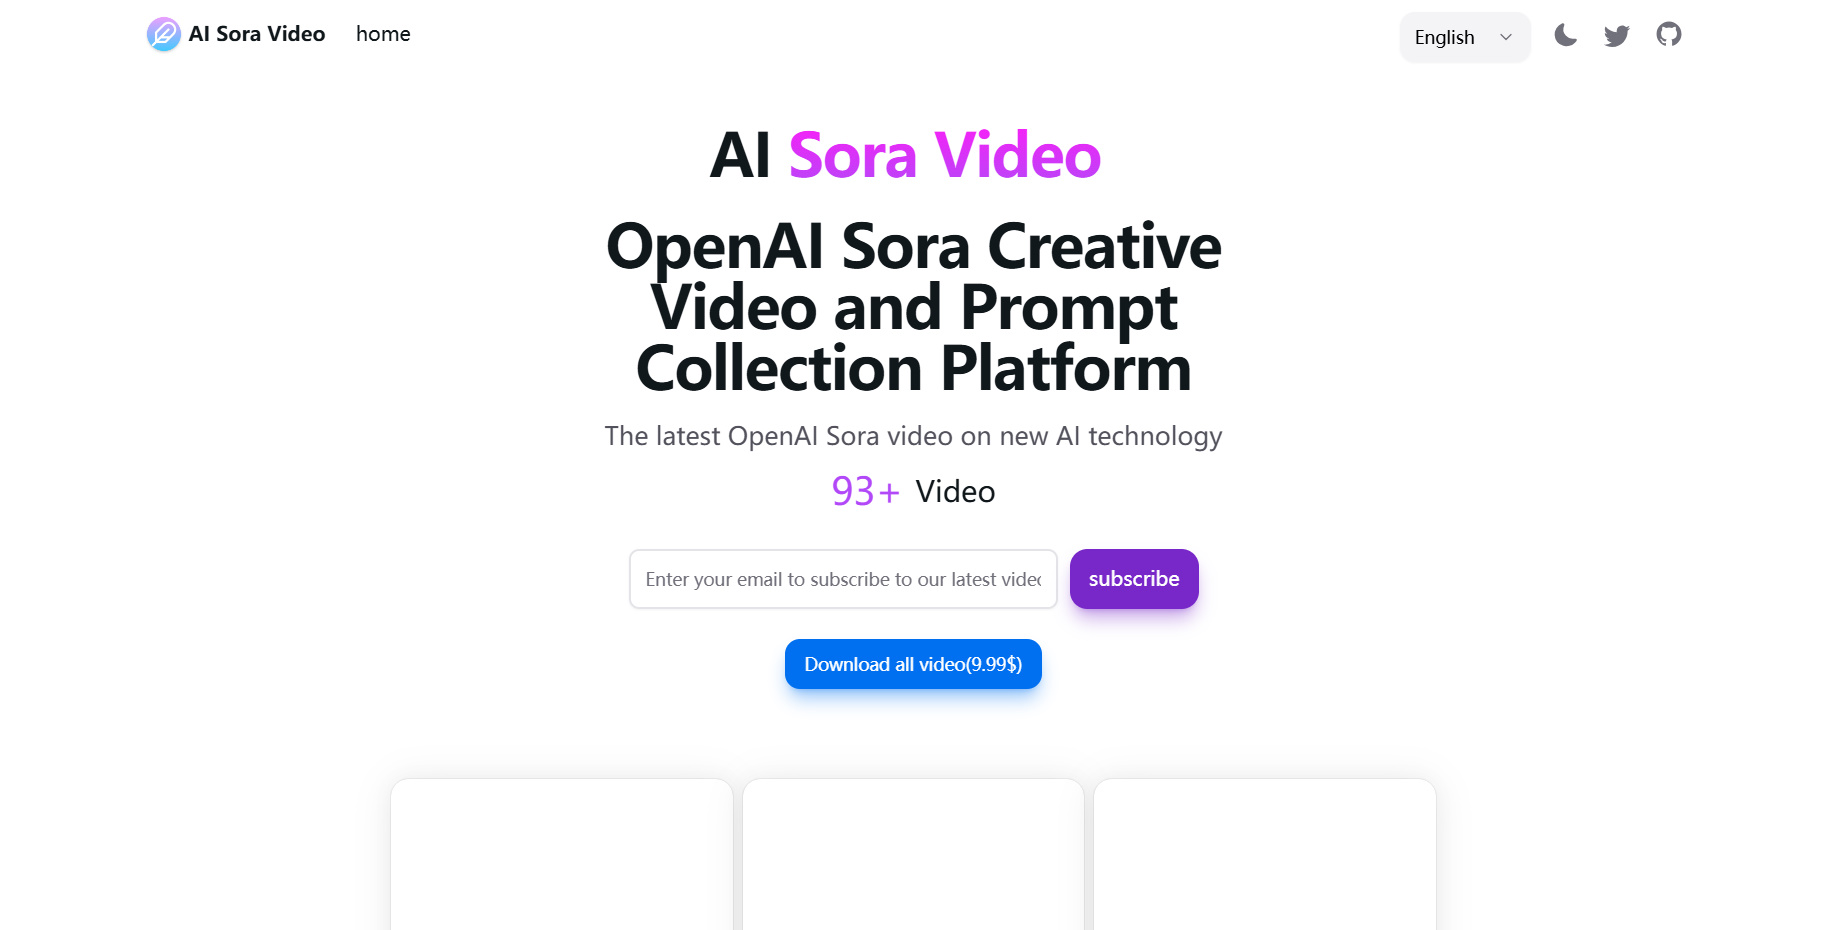 AI Sora Video
home
English
AI Sora Video
OpenAI Sora Creative
Video and Prompt
Collection Platform
The latest OpenAI Sora video on new AI technology
93+ Video
Enter your email to subscribe to our latest
subscribe
Download all video(9.99$)